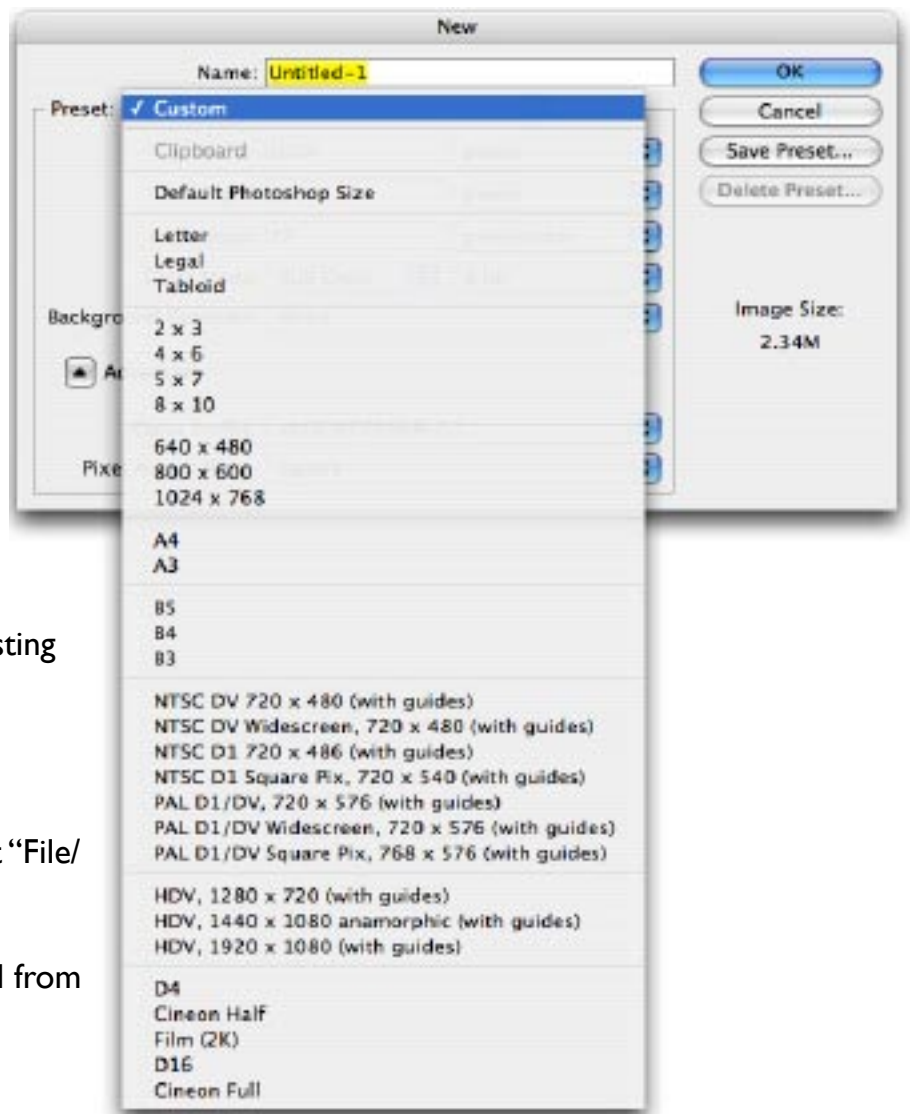 New
Name: Untitled-1
OK
Preset: ✓ Custom
Cancel
Clipboard
Save Preset...
Default Photoshop Size
Delete Preset...
Letter
Legal
Tabloid
Image Size:
2.34M
Backgro
2 x 3
4 x 6
5 x 7
8 x 10
640 x 480
Pixe
800 x 600
1024 x 768
A4
A3
B5
B4
B3
sting
NTSC DV 720 x 480 (with guides)
NTSC DV Widescreen, 720 x 480 (with guides)
NTSC D1 720 x 486 (with guides)
NTSC D1 Square Pix, 720 x 540 (with guides)
PAL D1/DV, 720 x 576 (with guides)
PAL D1/DV Widescreen, 720 x 576 (with guides)
PAL D1/DV Square Pix, 768 x 576 (with guides)
“File/
HDV, 1280 x 720 (with guides)
HDV, 1440 x 1080 anamorphic (with guides)
HDV, 1920 x 1080 (with guides)
from
D4
Cineon Half
Film (2K)
D16
Cineon Full